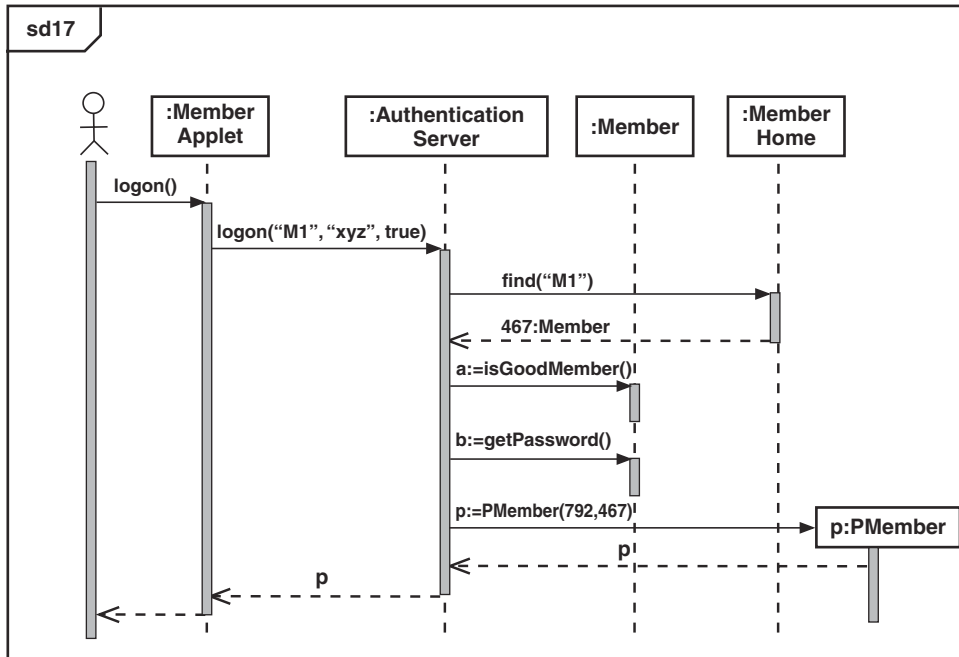 sd17
:Member
Applet
:Authentication
Server
:Member
:Member
Home
logon()
logon(“M1”, “xyz”, true)
find(“M1”)
467:Member
a:=isGoodMember()
b:=getPassword()
p:=PMember(792,467)
p:PMember
p
p